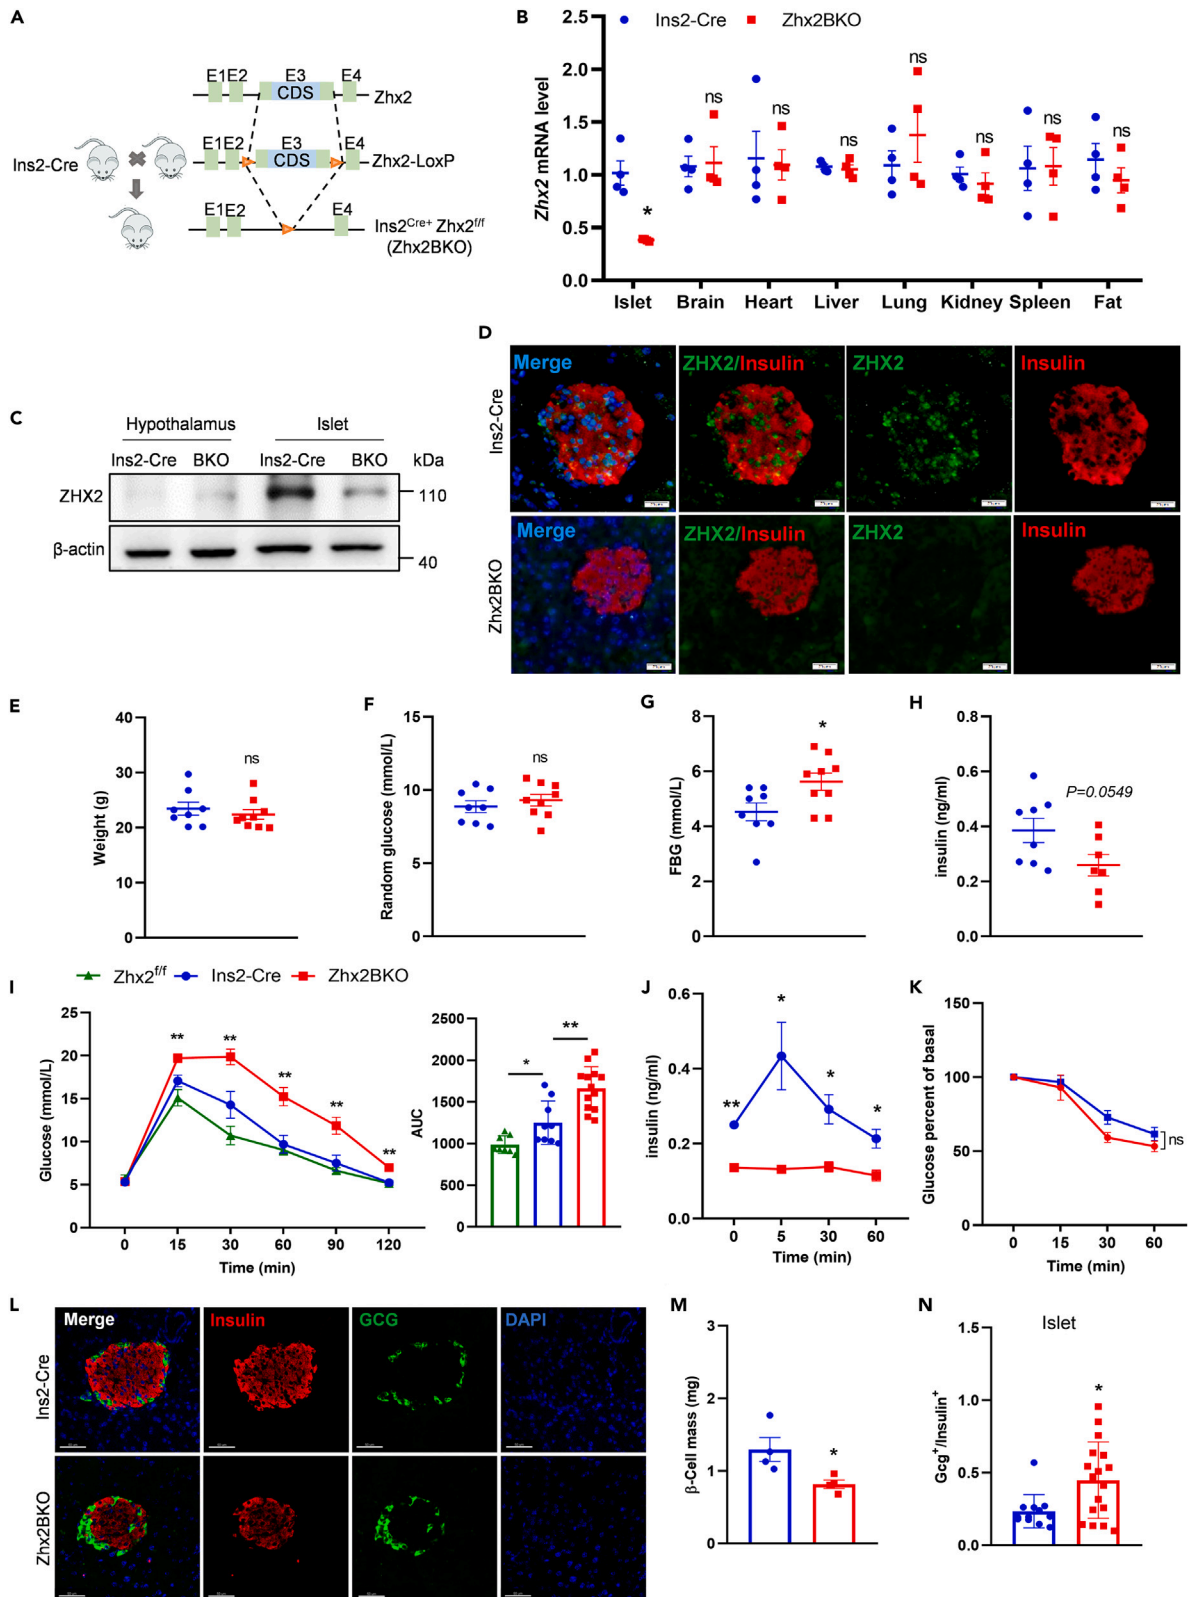 A
E1E2 E3 E4
CDS
Zhx2
Ins2-Cre
E1E2 E3 E4
CDS
Zhx2-LoxP
E1E2 E4
Ins2Cre+ Zhx2f/f
(Zhx2BKO)
B
Ins2-Cre Zhx2BKO
Zhx2 mRNA level
2.5
2.0
1.5
1.0
0.5
0.0
* ns ns ns ns ns ns ns
Islet Brain Heart Liver Lung Kidney Spleen Fat
C
Hypothalamus Islet
Ins2-Cre BKO Ins2-Cre BKO kDa
ZHX2 110
β-actin
40
D
Ins2-Cre
Merge ZHX2/Insulin ZHX2 Insulin
Zhx2BKO
Merge ZHX2/Insulin ZHX2 Insulin
E
Weight (g)
40
30
20
10
0
ns
F
Random glucose (mmol/L)
15
10
5
0
ns
G
FBG (mmol/L)
8
6
4
2
0
*
H
insulin (ng/ml)
0.8
0.6
0.4
0.2
0.0
P=0.0549
I
Zhx2f/f Ins2-Cre Zhx2BKO
Glucose (mmol/L)
25
20
15
10
5
0
** ** ** ** **
0 15 30 60 90 120
Time (min)
AUC
2500
2000
1500
1000
500
0
* **
J
insulin (ng/ml)
0.6
0.4
0.2
0.0
** * * *
0 5 30 60
Time (min)
K
Glucose percent of basal
150
100
50
0
ns
0 15 30 60
Time (min)
L
Merge Insulin GCG DAPI
Ins2-Cre
Zhx2BKO
M
β-Cell mass (mg)
3
2
1
0
*
N
Islet
Gcg+/Insulin+
1.5
1.0
0.5
0.0
*